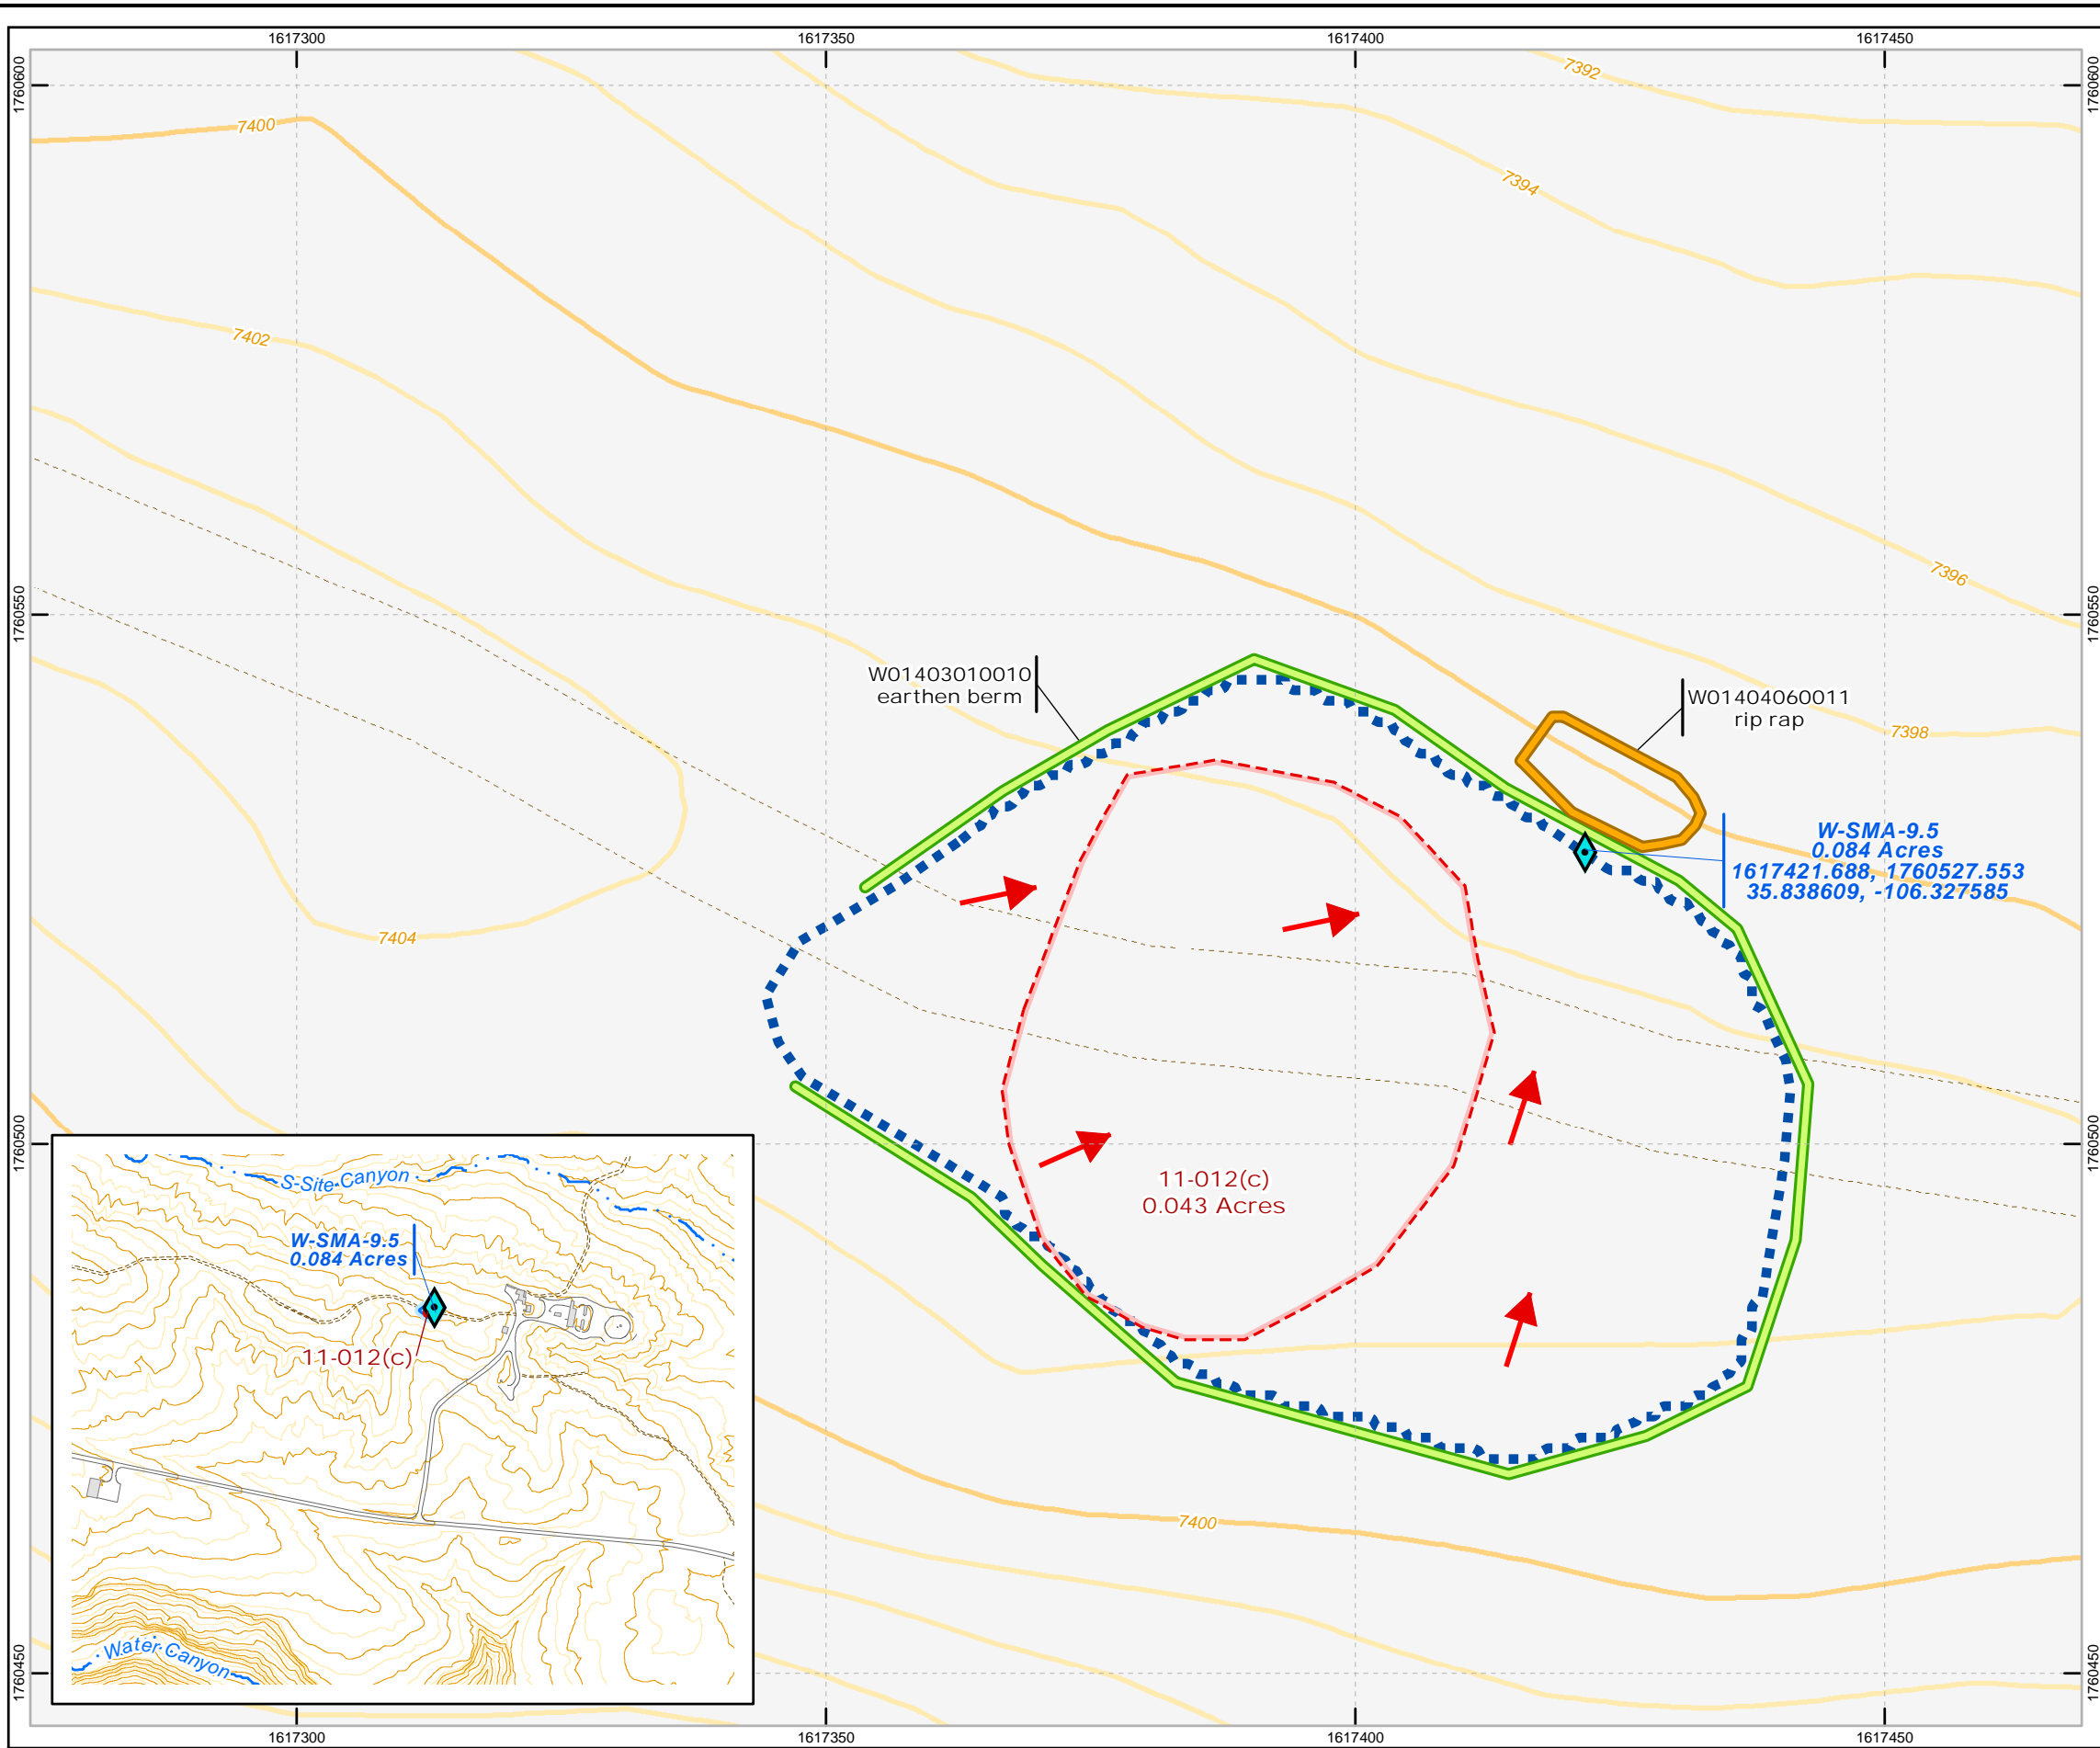 1617300
1617350
1617400
1617450
1760600
1760600
7392
7400
7394
7402
7396
1760550
1760550
W01403010010
earthen berm
W01404060011
rip rap
7398
W-SMA-9.5
0.084 Acres
1617421.688, 1760527.553
35.838609, -106.327585
7404
1760500
1760500
11-012(c)
0.043 Acres
S-Site Canyon
W-SMA-9.5
0.084 Acres
11-012(c)
7400
Water Canyon
1760450
1760450
1617300
1617350
1617400
1617450